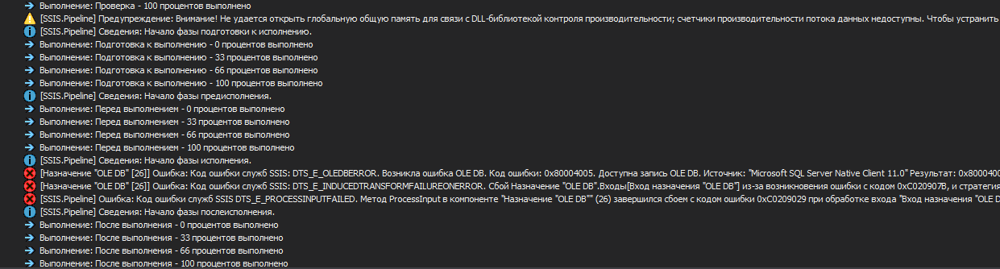 Выполнение: Проверка - 100 процентов выполнено
[SSIS.Pipeline] Предупреждение: Внимание! Не удается открыть глобальную общую память для связи с DLL-библиотекой контроля производительности; счетчики производительности потока данных недоступны. Чтобы устранить
[SSIS.Pipeline] Сведения: Начало фазы подготовки к исполнению.
Выполнение: Подготовка к выполнению - 0 процентов выполнено
Выполнение: Подготовка к выполнению - 33 процентов выполнено
Выполнение: Подготовка к выполнению - 66 процентов выполнено
Выполнение: Подготовка к выполнению - 100 процентов выполнено
[SSIS.Pipeline] Сведения: Начало фазы предисполнения.
Выполнение: Перед выполнением - 0 процентов выполнено
Выполнение: Перед выполнением - 33 процентов выполнено
Выполнение: Перед выполнением - 66 процентов выполнено
Выполнение: Перед выполнением - 100 процентов выполнено
[SSIS.Pipeline] Сведения: Начало фазы исполнения.
[Назначение "OLE DB" [26]] Ошибка: Код ошибки служб SSIS: DTS_E_OLEDBERROR. Возникла ошибка OLE DB. Код ошибки: 0x80004005. Доступна запись OLE DB. Источник: "Microsoft SQL Server Native Client 11.0" Результат: 0x8000400
[Назначение "OLE DB" [26]] Ошибка: Код ошибки служб SSIS: DTS_E_INDUCEDTRANSFORMFAILUREONERROR. Сбой Назначение "OLE DB".Входы[Вход назначения "OLE DB"] из-за возникновения ошибки с кодом 0xC020907B, и стратегия
[SSIS.Pipeline] Ошибка: Код ошибки служб SSIS DTS_E_PROCESSINPUTFAILED. Метод ProcessInput в компоненте "Назначение "OLE DB"" (26) завершился сбоем с кодом ошибки 0xC0209029 при обработке входа "Вход назначения "OLE D
[SSIS.Pipeline] Сведения: Начало фазы послеисполнения.
Выполнение: После выполнения - 0 процентов выполнено
Выполнение: После выполнения - 33 процентов выполнено
Выполнение: После выполнения - 66 процентов выполнено
Выполнение: После выполнения - 100 процентов выполнено